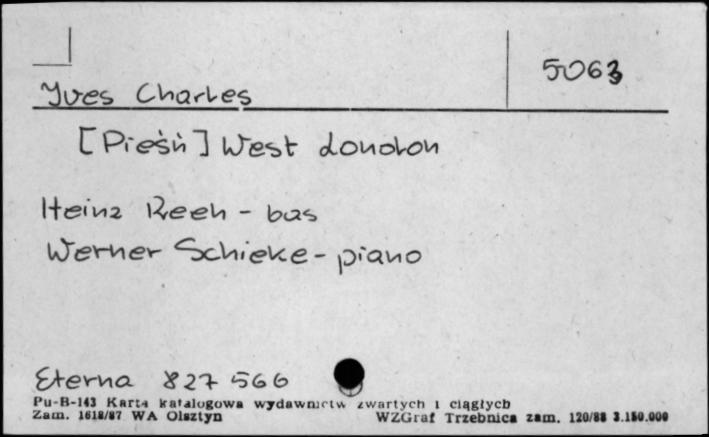 5063
Yves Charles
[Pieśń] West London
Heinz Reeh - bas
Werner Schieke - piano
Eterna 827 566
Pu-B-143 Karta katalogowa wydawnictw zwartych i ciągłych
Zam. 1618/87 WA Olsztyn WZGraf Trzebnica zam. 120/88 3.150.000